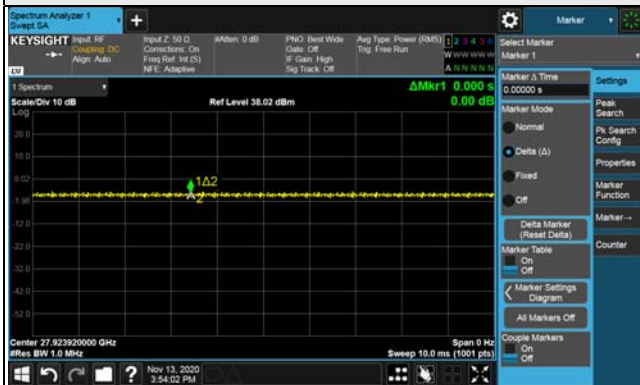 Spectrum Analyzer 1
Swept SA
+
Marker
KEYSIGHT
Input: RF
Coupling: DC
Align: Auto
Input Z: 50 Ω
Corrections: On
Freq Ref: Int (S)
NFE: Adaptive
#Atten: 0 dB
PNO: Best Wide
Gate: Off
IF Gain: High
Sig Track: Off
Avg Type: Power (RMS)
Trig: Free Run
1 2 3 4 5 6
W W W W W W
A N N N N N
LXI
Select Marker
Marker 1
1 Spectrum
Scale/Div 10 dB
Log
Ref Level 38.02 dBm
ΔMkr1 0.000 s
0.00 dB
28.0
18.0
8.02
-1.98
-12.0
-22.0
-32.0
-42.0
-52.0
1Δ2
2
Center 27.923920000 GHz
#Res BW 1.0 MHz
Span 0 Hz
Sweep 10.0 ms (1001 pts)
Marker Δ Time
0.00000 s
Marker Mode
Normal
Delta (Δ)
Fixed
Off
Delta Marker
(Reset Delta)
Marker Table
On
Off
Marker Settings
Diagram
All Markers Off
Couple Markers
On
Off
Settings
Peak
Search
Pk Search
Config
Properties
Marker
Function
Marker→
Counter
?
Nov 13, 2020
3:54:02 PM